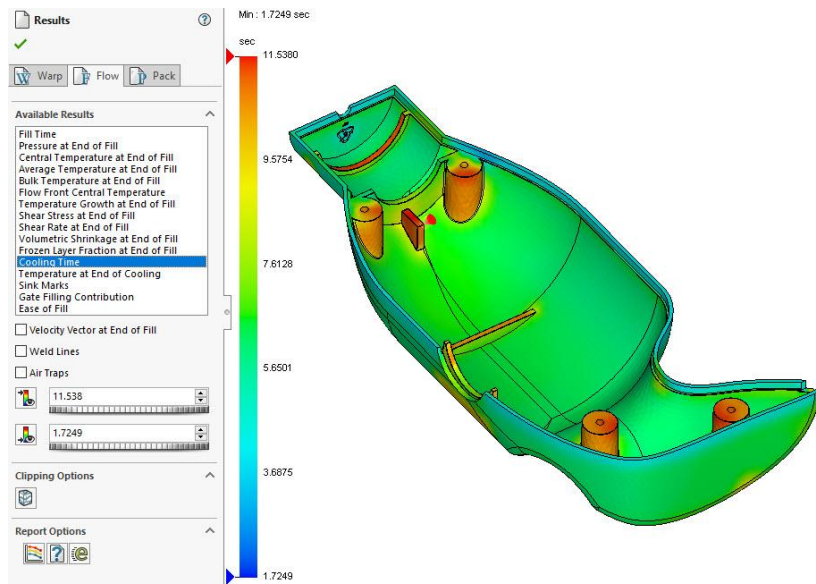 Results
Warp
Flow
Pack
Available Results
Fill Time
Pressure at End of Fill
Central Temperature at End of Fill
Average Temperature at End of Fill
Bulk Temperature at End of Fill
Flow Front Central Temperature
Temperature Growth at End of Fill
Shear Stress at End of Fill
Shear Rate at End of Fill
Volumetric Shrinkage at End of Fill
Frozen Layer Fraction at End of Fill
Cooling Time
Temperature at End of Cooling
Sink Marks
Gate Filling Contribution
Ease of Fill
Velocity Vector at End of Fill
Weld Lines
Air Traps
11.538
1.7249
Clipping Options
Report Options
Min : 1.7249 sec
sec
11.5380
9.5754
7.6128
5.6501
3.6875
1.7249